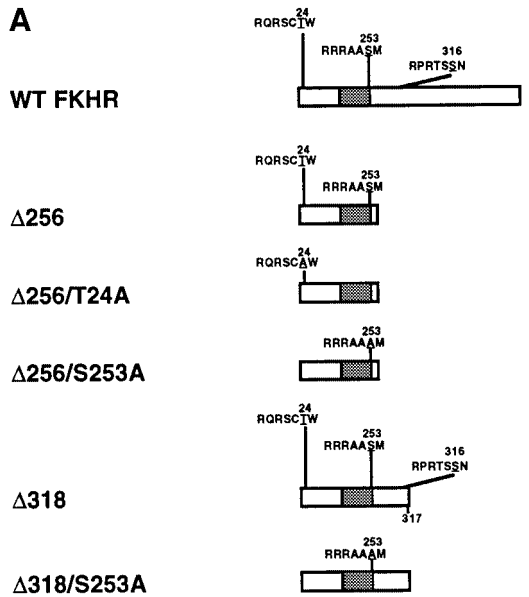 A
24
RQRSCTW
253
RRRAASM
316
RPRTSSN
WT FKHR
24
RQRSCTW
253
RRRAASM
Δ256
24
RQRSCAW
Δ256/T24A
253
RRRAAAM
Δ256/S253A
24
RQRSCTW
253
RRRAASM
316
RPRTSSN
Δ318
317
253
RRRAAAM
Δ318/S253A